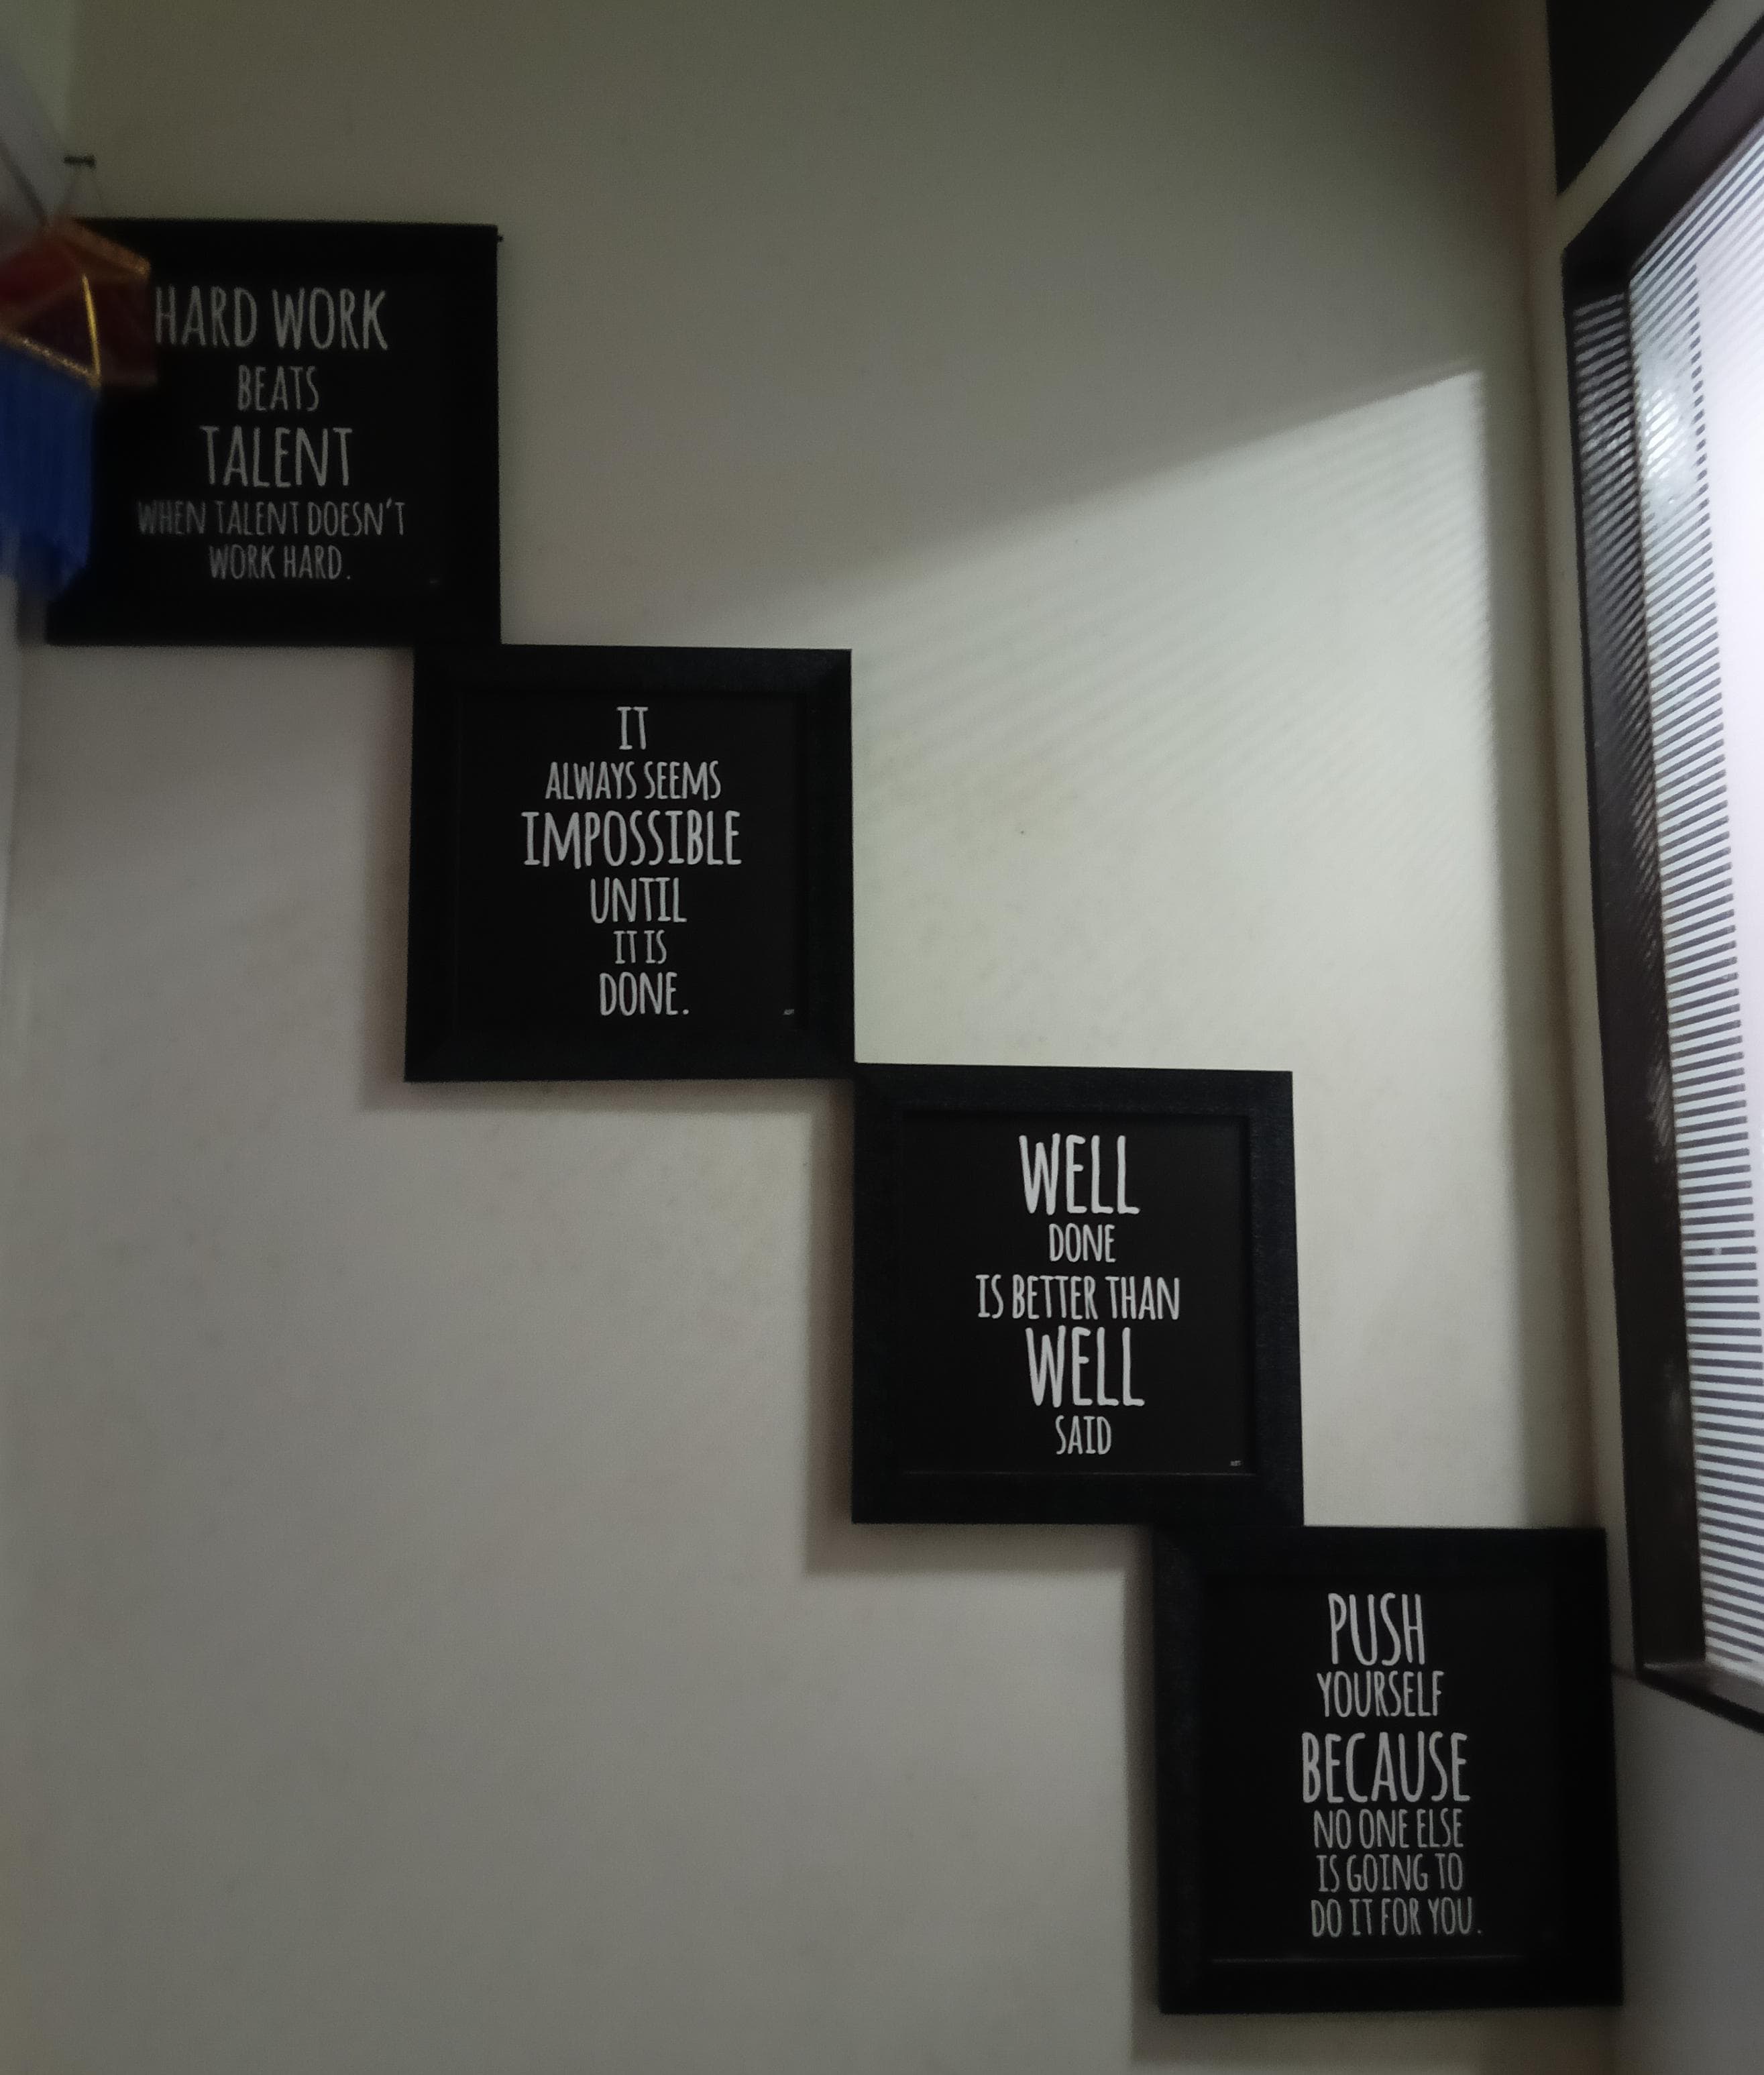 HARD WORK
BEATS
TALENT
WHEN TALENT DOESN'T
WORK HARD.
IT
ALWAYS SEEMS
IMPOSSIBLE
UNTIL
IT IS
DONE.
WELL
DONE
IS BETTER THAN
WELL
SAID
PUSH
YOURSELF
BECAUSE
NO ONE ELSE
IS GOING TO
DO IT FOR YOU.